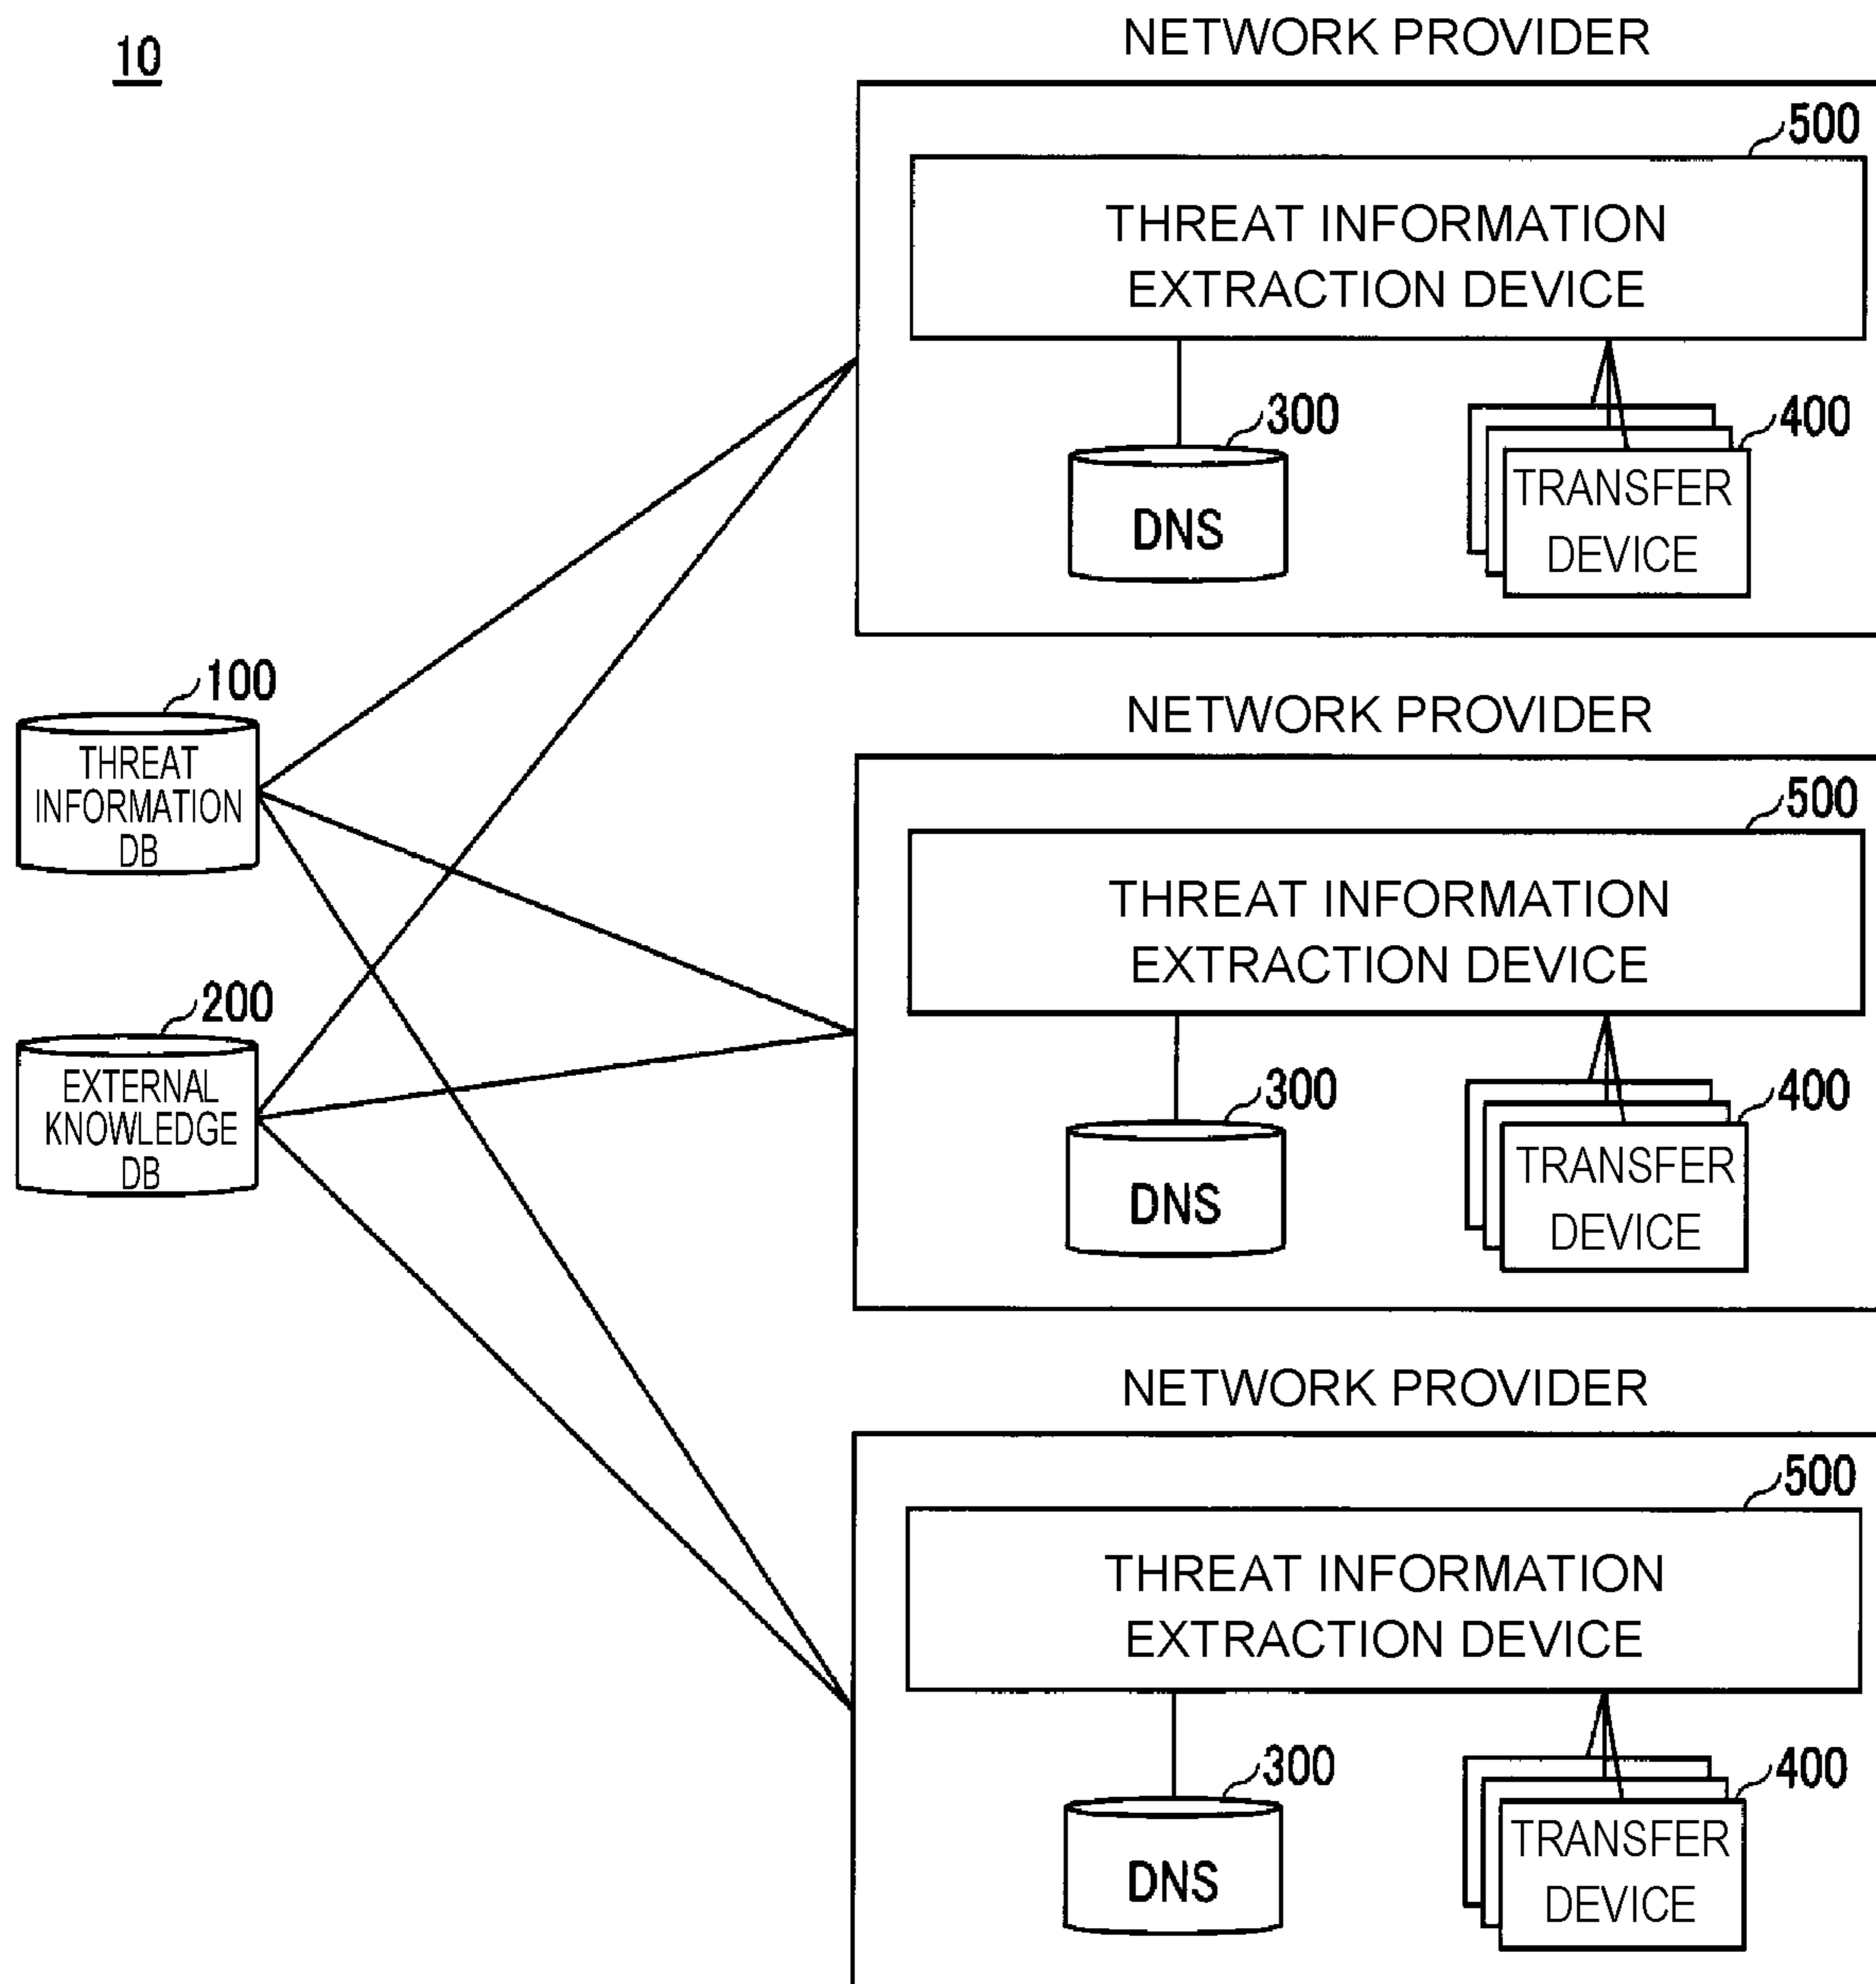 10
NETWORK PROVIDER
500
THREAT INFORMATION
EXTRACTION DEVICE
300
DNS
400
TRANSFER
DEVICE
100
THREAT
INFORMATION
DB
200
EXTERNAL
KNOWLEDGE
DB
NETWORK PROVIDER
500
THREAT INFORMATION
EXTRACTION DEVICE
300
DNS
400
TRANSFER
DEVICE
NETWORK PROVIDER
500
THREAT INFORMATION
EXTRACTION DEVICE
300
DNS
400
TRANSFER
DEVICE